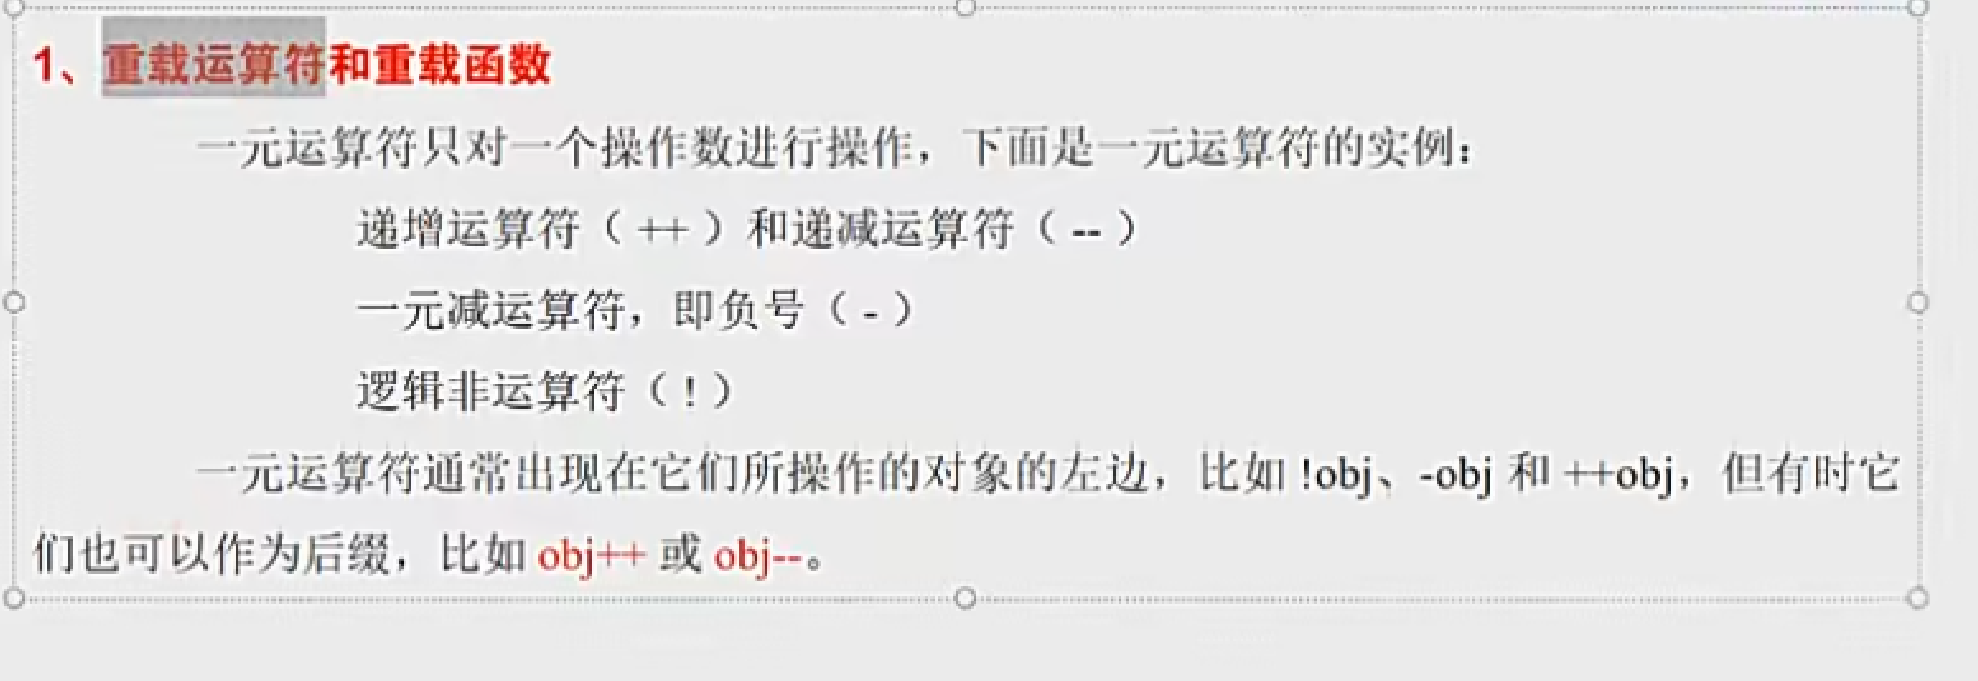 1、重载运算符和重载函数
一元运算符只对一个操作数进行操作，下面是一元运算符的实例：
递增运算符（ ++ ）和递减运算符（ -- ）
一元减运算符，即负号（ - ）
逻辑非运算符（ ! ）
一元运算符通常出现在它们所操作的对象的左边，比如 !obj、-obj 和 ++obj，但有时它
们也可以作为后缀，比如 obj++ 或 obj--。